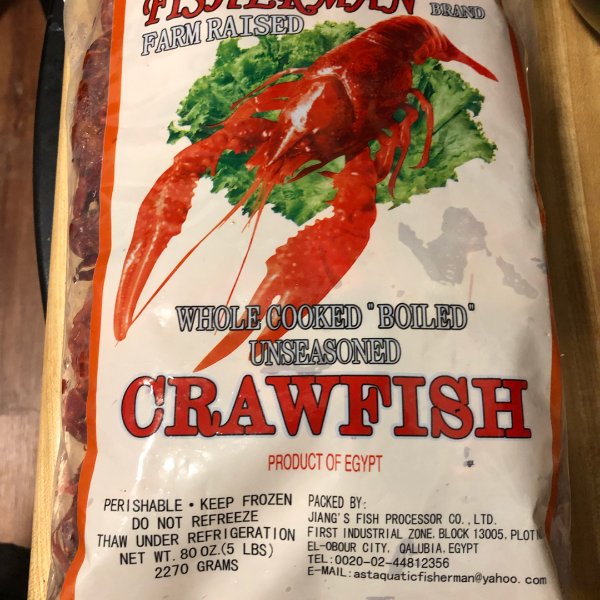 FISHERMAN BRAND
FARM RAISED
WHOLE COOKED "BOILED"
UNSEASONED
CRAWFISH
PRODUCT OF EGYPT
PERISHABLE • KEEP FROZEN
DO NOT REFREEZE
THAW UNDER REFRIGERATION
NET WT. 80 OZ.(5 LBS)
2270 GRAMS
PACKED BY:
JIANG'S FISH PROCESSOR CO.,LTD.
FIRST INDUSTRIAL ZONE. BLOCK 13005. PLOT
EL-OBOUR CITY. QALUBIA.EGYPT
TEL:0020-02-44812356
E-MAIL:astaquaticfisherman@yahoo.com